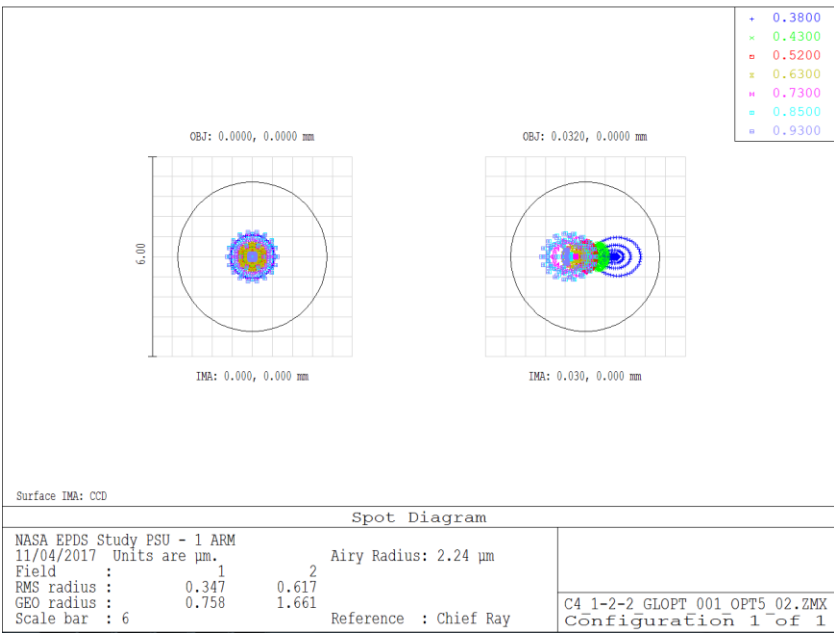 + 0.3800
× 0.4300
0.5200
0.6300
0.7300
0.8500
0.9300
OBJ: 0.0000, 0.0000 mm
OBJ: 0.0320, 0.0000 mm
6.00
IMA: 0.000, 0.000 mm
IMA: 0.030, 0.000 mm
Surface IMA: CCD
Spot Diagram
NASA EPDS Study PSU - 1 ARM
11/04/2017 Units are µm. Airy Radius: 2.24 µm
Field : 1 2
RMS radius : 0.347 0.617
GEO radius : 0.758 1.661
Scale bar : 6 Reference : Chief Ray
C4_1-2-2_GLOPT_001_OPT5_02.ZMX
Configuration 1 of 1